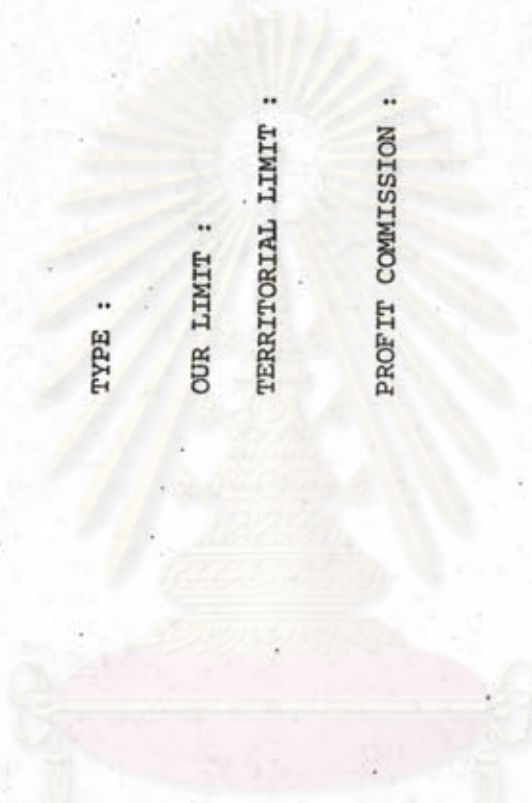 TYPE :
OUR LIMIT :
TERRITORIAL LIMIT :
PROFIT COMMISSION :